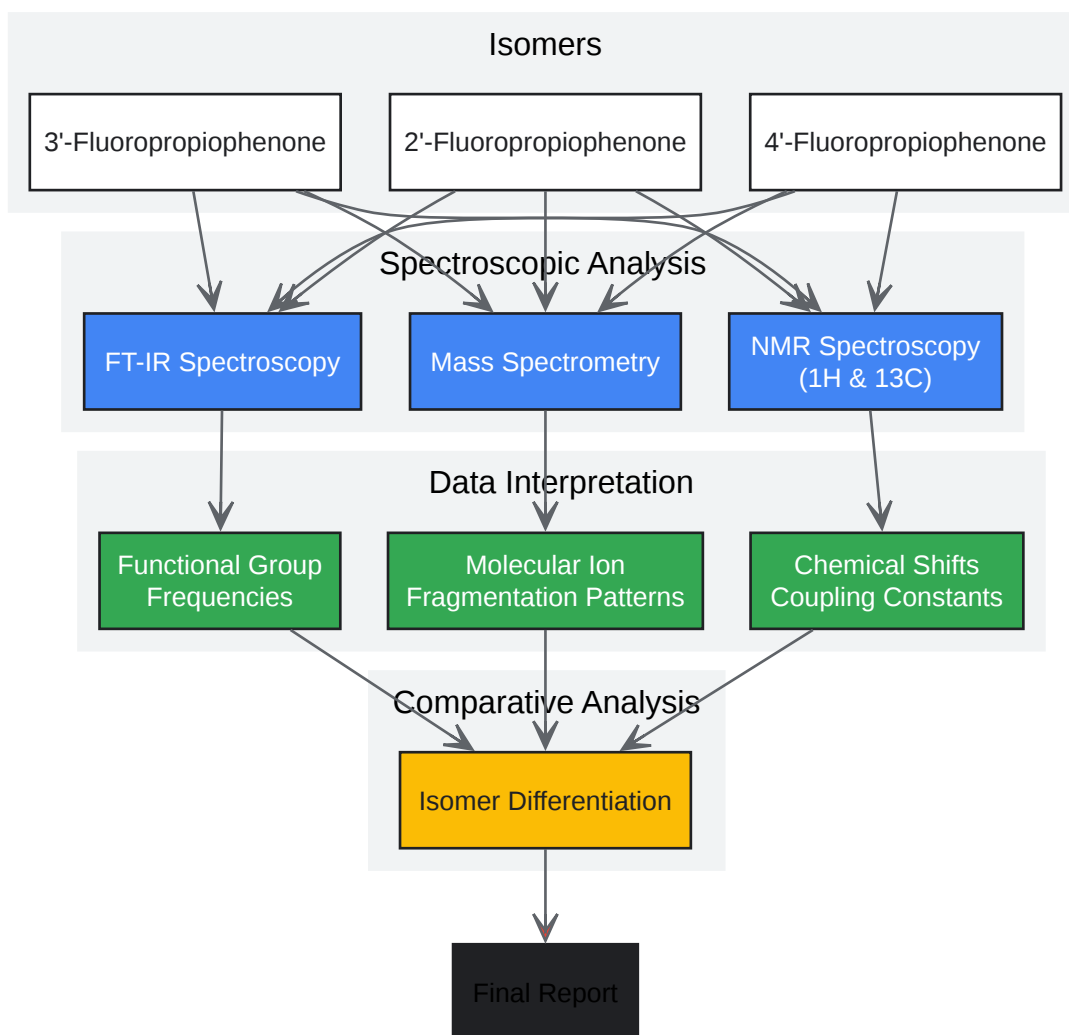 Isomers
3'-Fluoropropiophenone
2'-Fluoropropiophenone
4'-Fluoropropiophenone
Spectroscopic Analysis
FT-IR Spectroscopy
Mass Spectrometry
NMR Spectroscopy
(1H & 13C)
Data Interpretation
Functional Group
Frequencies
Molecular Ion
Fragmentation Patterns
Chemical Shifts
Coupling Constants
Comparative Analysis
Isomer Differentiation
Final Report